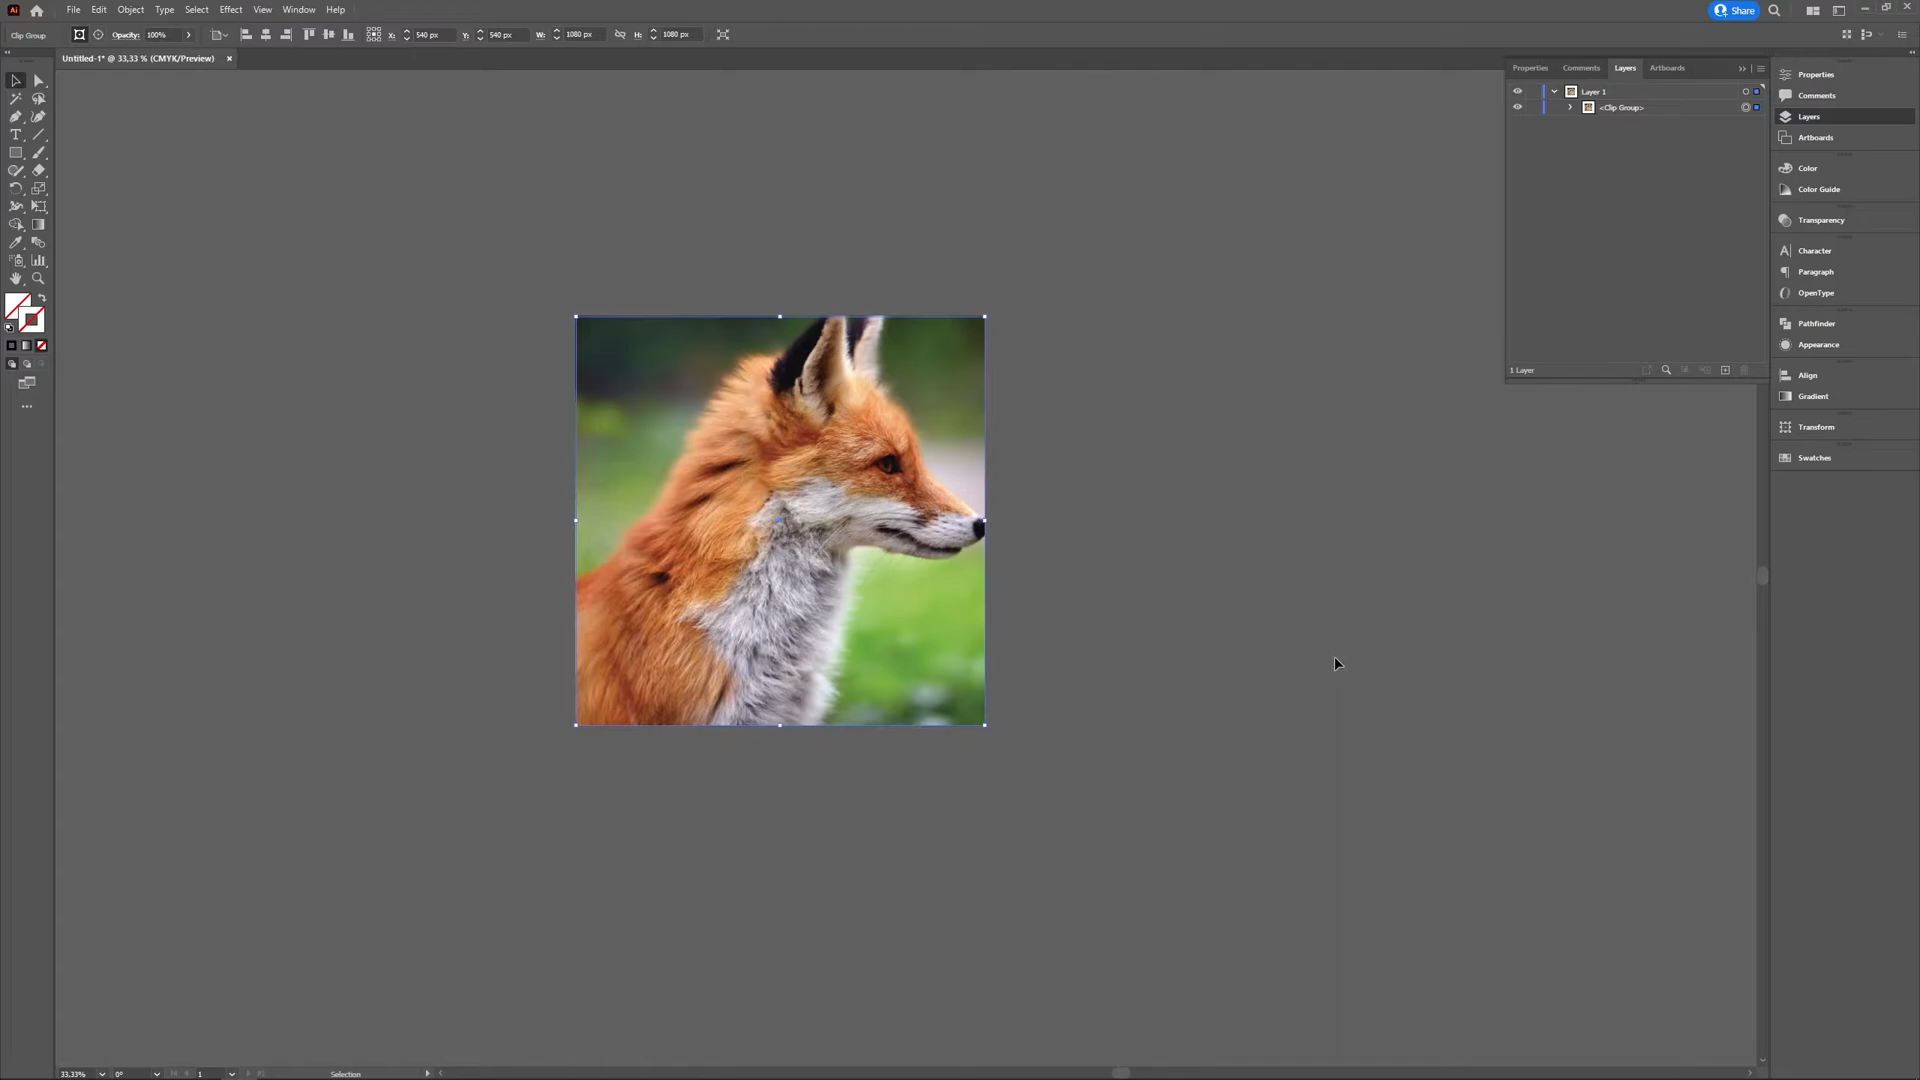 Ai
File Edit Object Type Select Effect View Window Help
Share
Clip Group
Opacity: 100%
X: 540 px
Y: 540 px
W: 1080 px
H: 1080 px
Untitled-1* @ 33,33 % (CMYK/Preview)
Properties Comments Layers Artboards
Layer 1
<Clip Group>
1 Layer
Properties
Comments
Layers
Artboards
Color
Color Guide
Transparency
Character
Paragraph
OpenType
Pathfinder
Appearance
Align
Gradient
Transform
Swatches
33,33% 0° 1 Selection